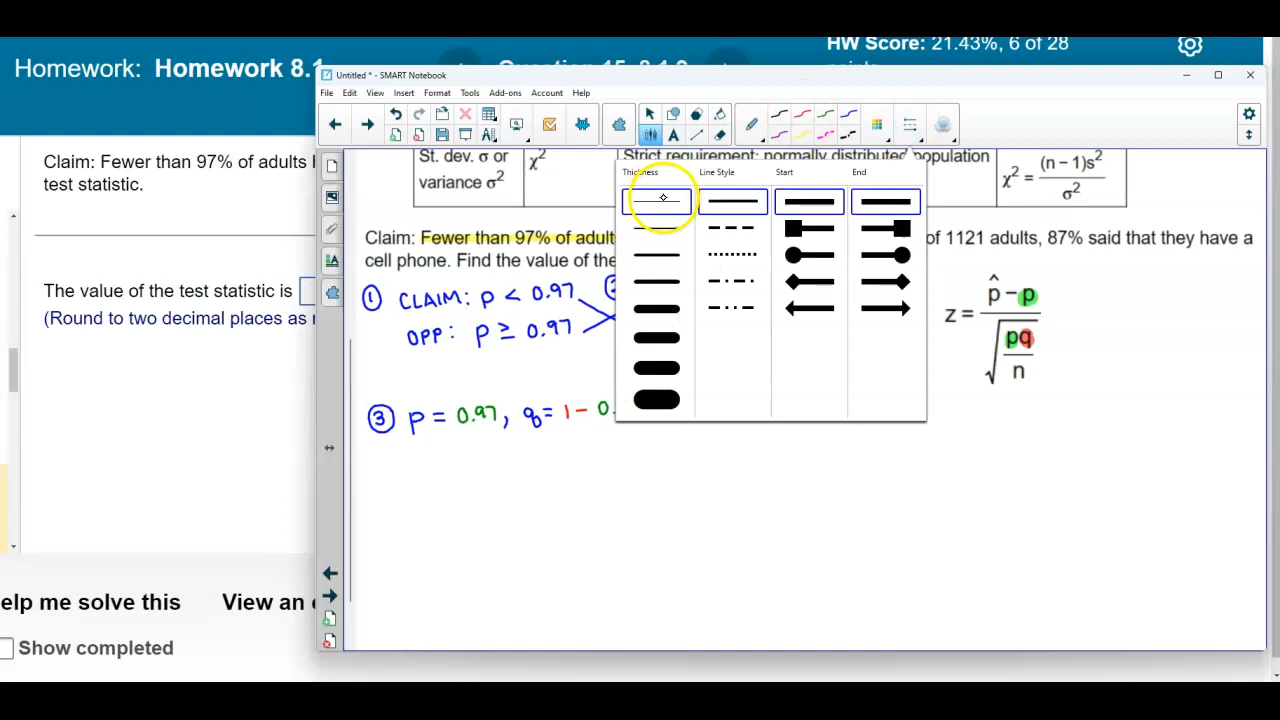 HW Score: 21.43%, 6 of 28
Homework: Homework 8.1
points
Untitled * - SMART Notebook
File Edit View Insert Format Tools Add-ons Account Help
Claim: Fewer than 97% of adults
test statistic.
The value of the test statistic is
(Round to two decimal places as
Help me solve this View an
Show completed
St. dev. σ or
variance σ²
χ²
Strict requirement: normally distributed population
χ² = (n − 1)s² / σ²
Thickness Line Style Start End
Claim: Fewer than 97% of adult of 1121 adults, 87% said that they have a
cell phone. Find the value of the
① CLAIM: p < 0.97
OPP: p ≥ 0.97
z = (p̂ − p) / √(pq/n)
③ p = 0.97, q = 1 − 0.